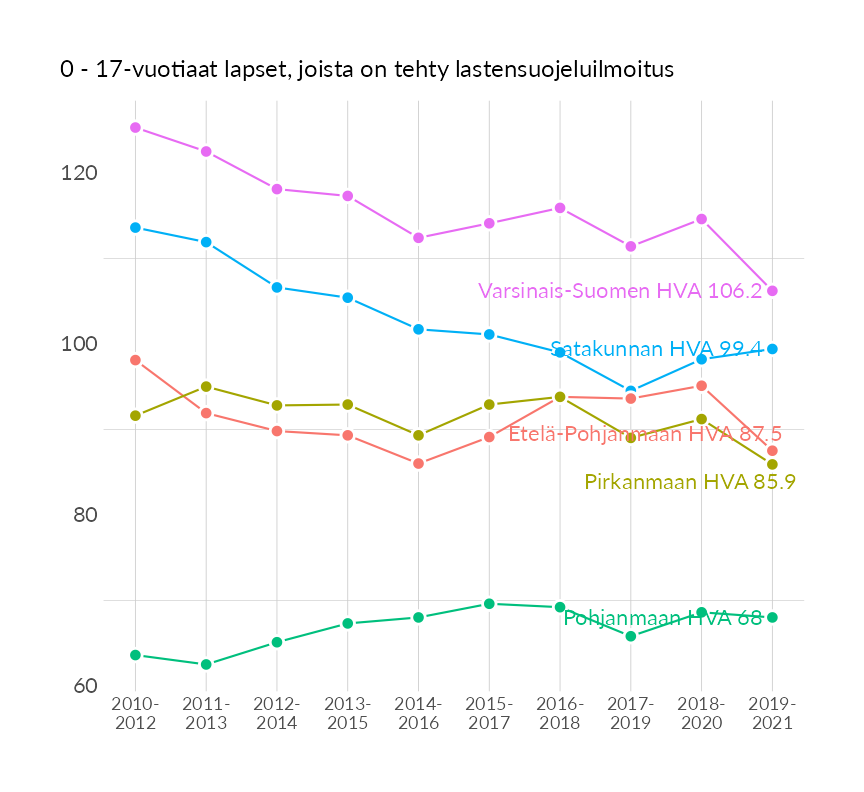 0 - 17-vuotiaat lapset, joista on tehty lastensuojeluilmoitus
120
100
80
60
Varsinais-Suomen HVA 106.2
Satakunnan HVA 99.4
Etelä-Pohjanmaan HVA 87.5
Pirkanmaan HVA 85.9
Pohjanmaan HVA 68
2010- 2011- 2012- 2013- 2014- 2015- 2016- 2017- 2018- 2019-
2012 2013 2014 2015 2016 2017 2018 2019 2020 2021